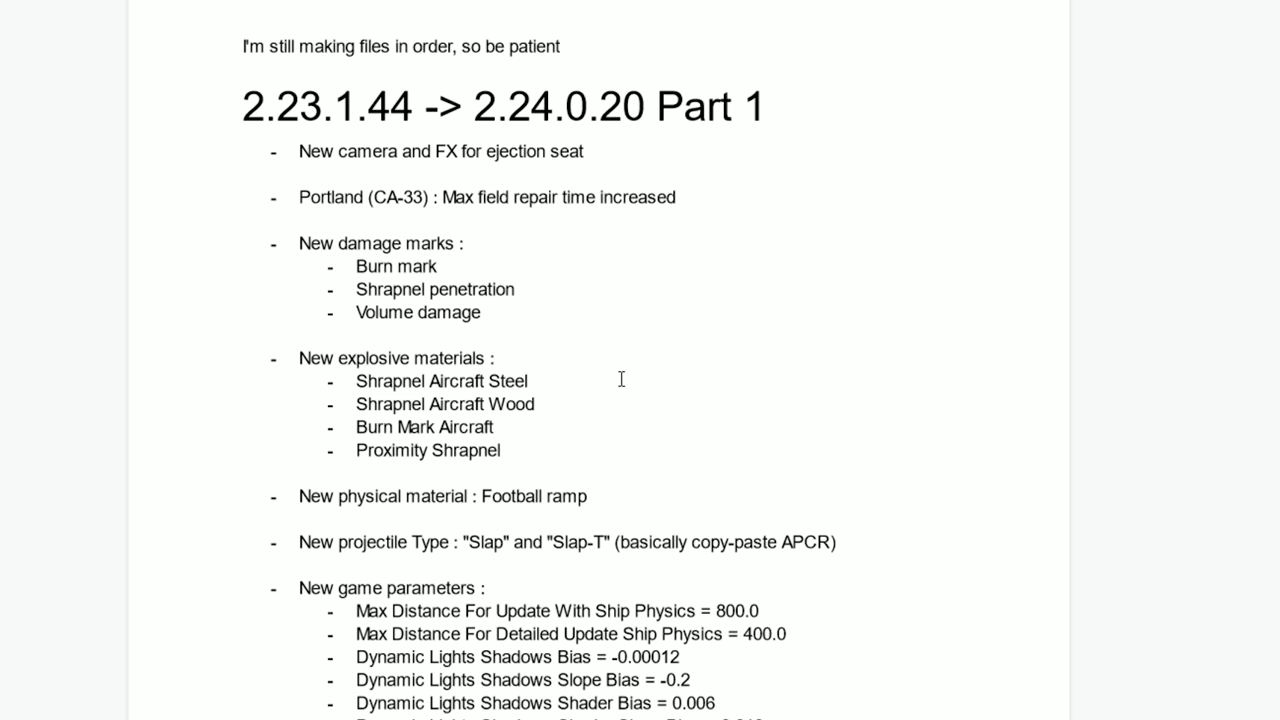 I'm still making files in order, so be patient
2.23.1.44 -> 2.24.0.20 Part 1
- New camera and FX for ejection seat
- Portland (CA-33) : Max field repair time increased
- New damage marks :
- Burn mark
- Shrapnel penetration
- Volume damage
- New explosive materials :
- Shrapnel Aircraft Steel
- Shrapnel Aircraft Wood
- Burn Mark Aircraft
- Proximity Shrapnel
- New physical material : Football ramp
- New projectile Type : "Slap" and "Slap-T" (basically copy-paste APCR)
- New game parameters :
- Max Distance For Update With Ship Physics = 800.0
- Max Distance For Detailed Update Ship Physics = 400.0
- Dynamic Lights Shadows Bias = -0.00012
- Dynamic Lights Shadows Slope Bias = -0.2
- Dynamic Lights Shadows Shader Bias = 0.006